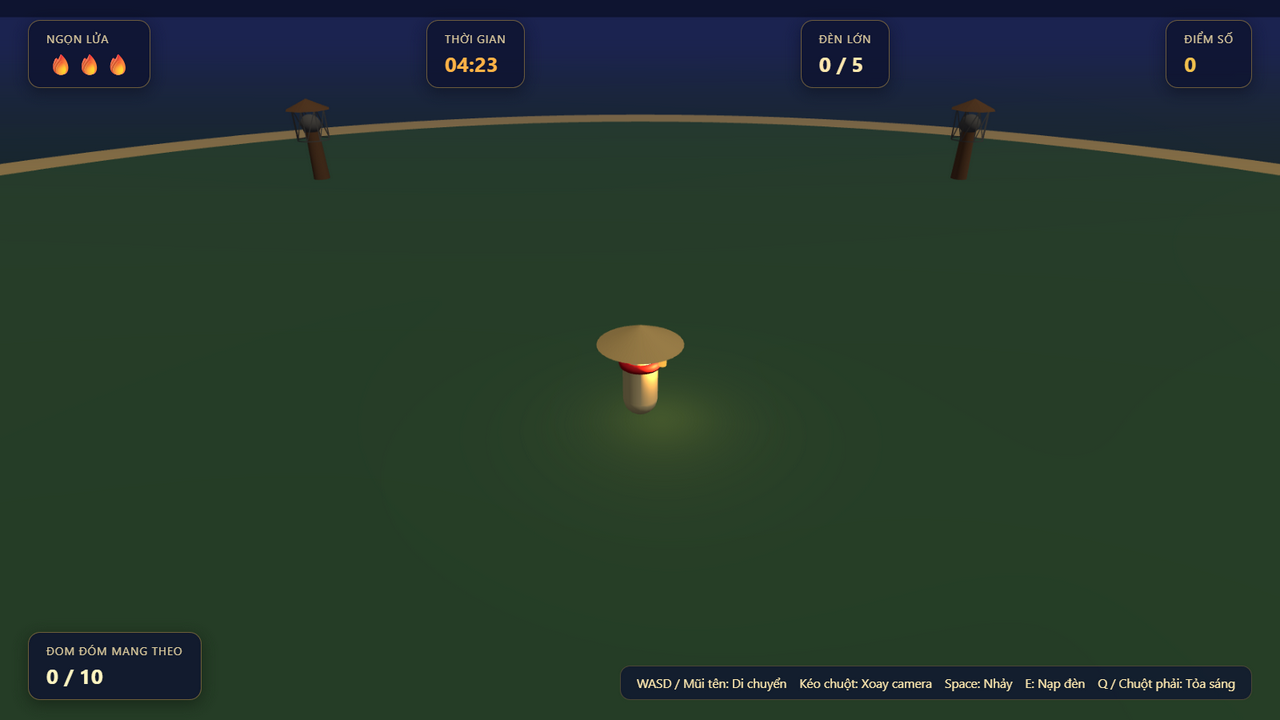 NGỌN LỬA
THỜI GIAN
04:23
ĐÈN LỚN
0 / 5
ĐIỂM SỐ
0
ĐOM ĐÓM MANG THEO
0 / 10
WASD / Mũi tên: Di chuyển Kéo chuột: Xoay camera Space: Nhảy E: Nạp đèn Q / Chuột phải: Tỏa sáng